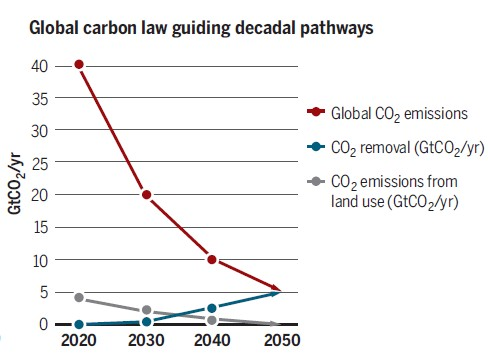 Global carbon law guiding decadal pathways
GtCO₂/yr
40
35
30
25
20
15
10
5
0
2020 2030 2040 2050
Global CO₂ emissions
CO₂ removal (GtCO₂/yr)
CO₂ emissions from
land use (GtCO₂/yr)